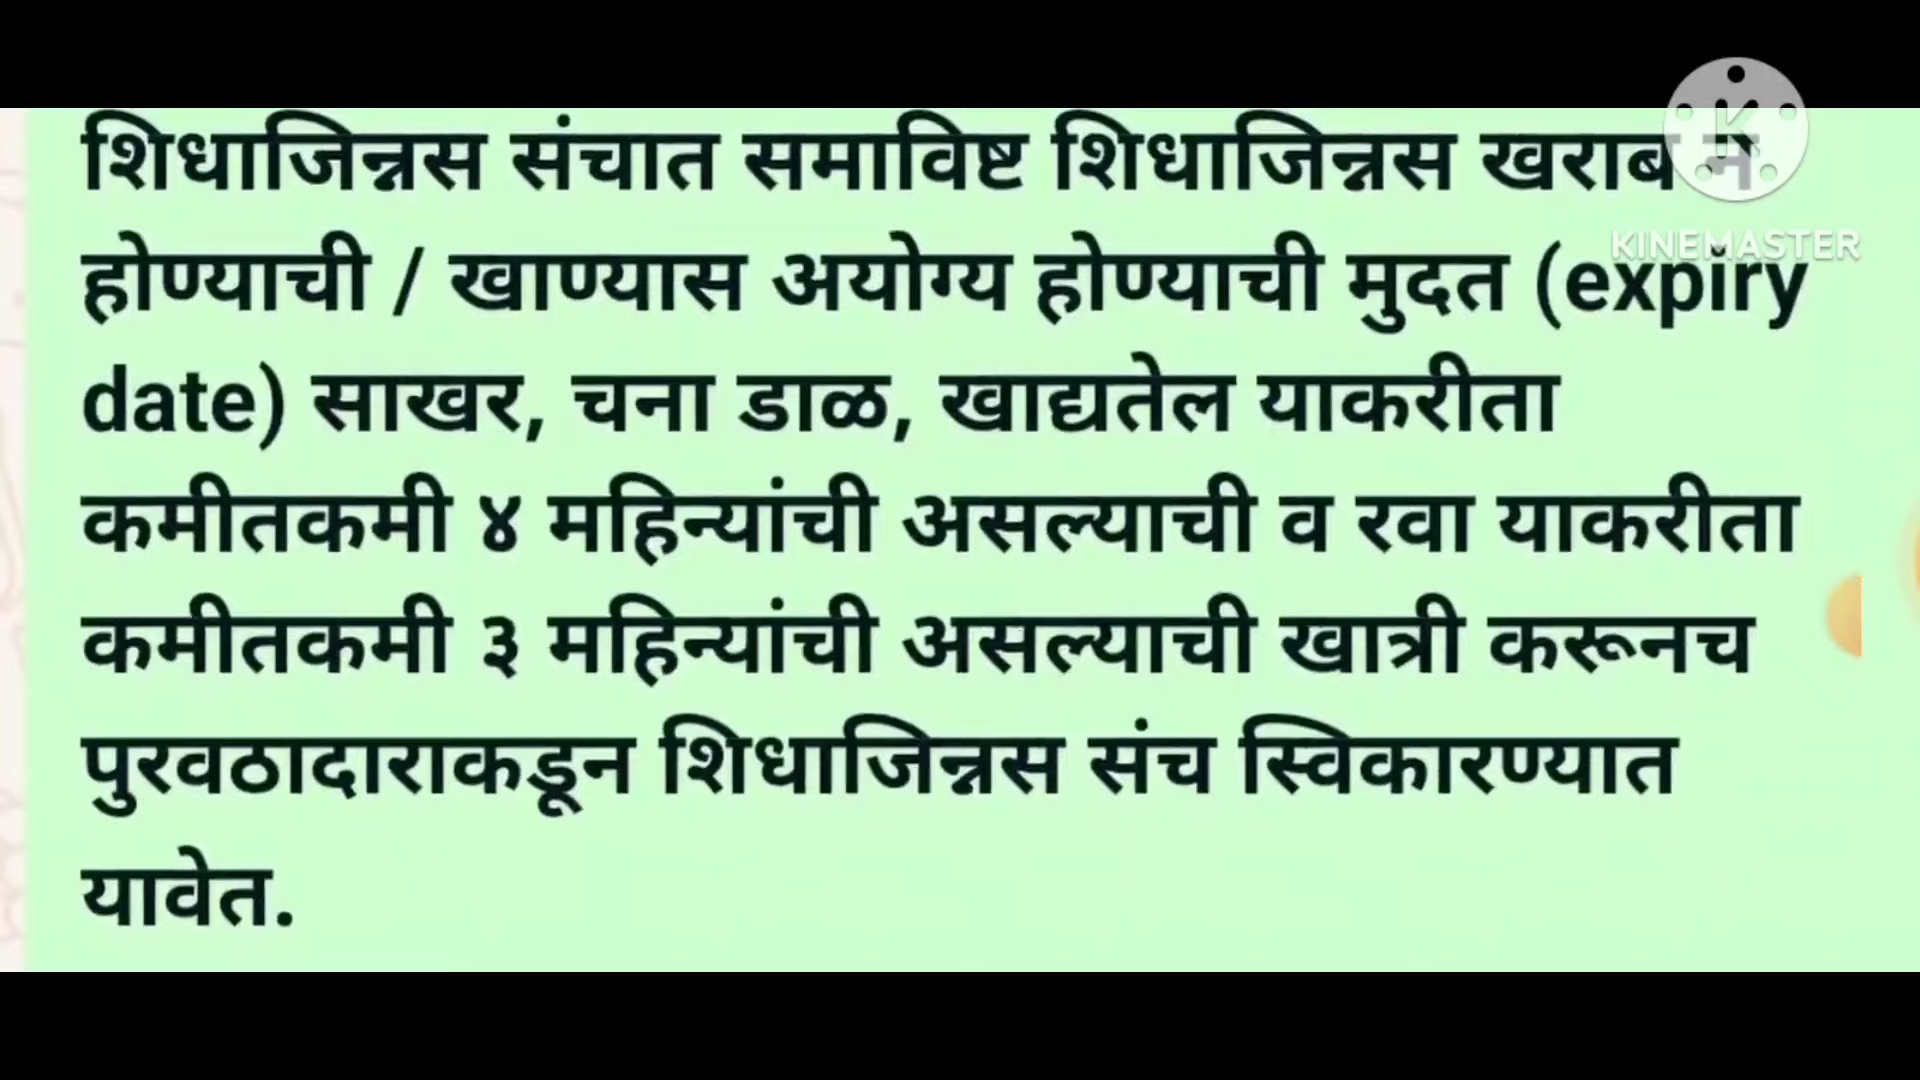 शिधाजिन्नस संचात समाविष्ट शिधाजिन्नस खराब न
होण्याची / खाण्यास अयोग्य होण्याची मुदत (expiry
date) साखर, चना डाळ, खाद्यतेल याकरीता
कमीतकमी ४ महिन्यांची असल्याची व रवा याकरीता
कमीतकमी ३ महिन्यांची असल्याची खात्री करूनच
पुरवठादाराकडून शिधाजिन्नस संच स्विकारण्यात
यावेत.
K
KINEMASTER